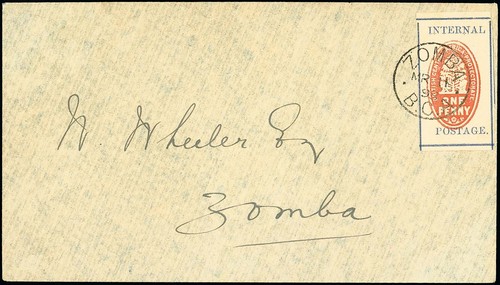 INTERNAL
ZOMBA
ONE
PENNY
B.C.
POSTAGE.
W Wheeler Esq
Zomba